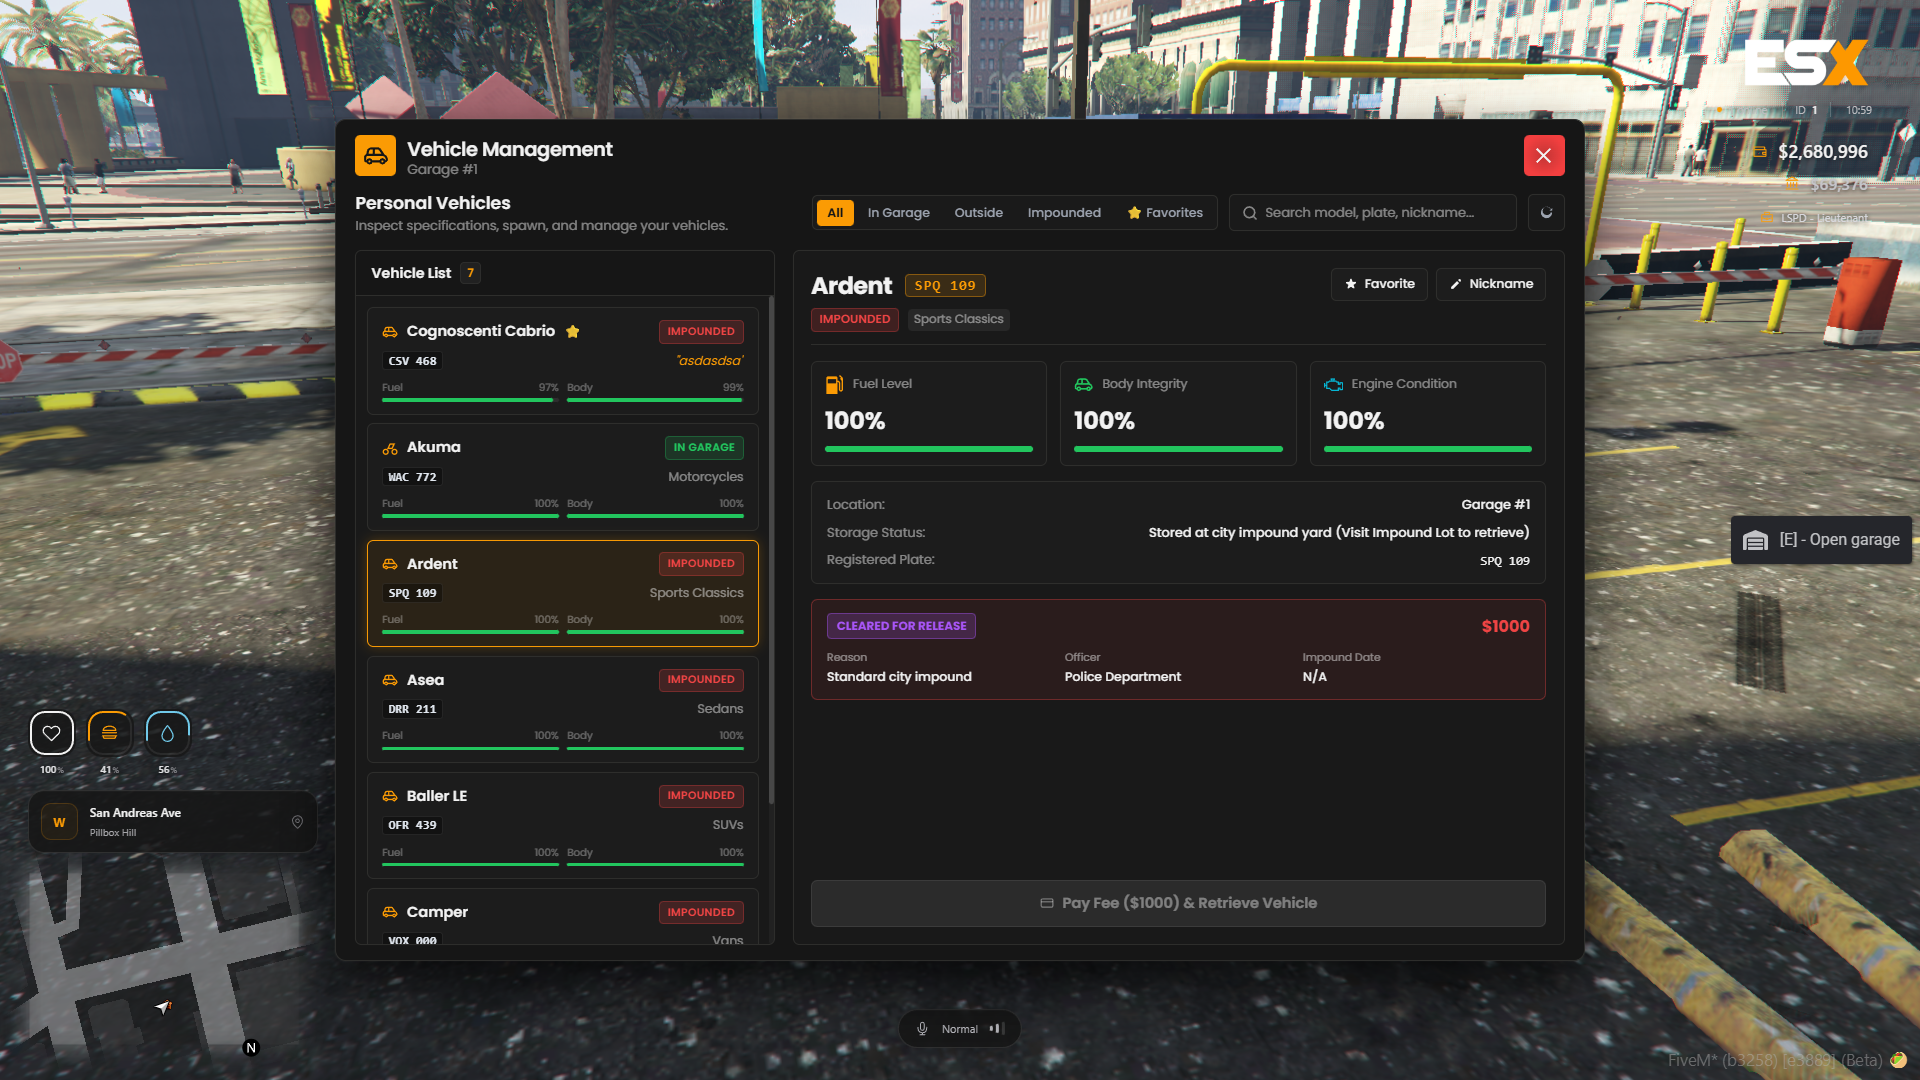 ESX
ID 1
10:59
$2,680,996
$69,376
LSPD - Lieutenant
Vehicle Management
Garage #1
Personal Vehicles
Inspect specifications, spawn, and manage your vehicles.
All
In Garage
Outside
Impounded
Favorites
Search model, plate, nickname...
Vehicle List 7
Cognoscenti Cabrio
IMPOUNDED
CSV 468
"asdasdsa"
Fuel 97% Body 99%
Akuma
IN GARAGE
WAC 772
Motorcycles
Fuel 100% Body 100%
Ardent
IMPOUNDED
SPQ 109
Sports Classics
Fuel 100% Body 100%
Asea
IMPOUNDED
DRR 211
Sedans
Fuel 100% Body 100%
Baller LE
IMPOUNDED
OFR 439
SUVs
Fuel 100% Body 100%
Camper
IMPOUNDED
VOX 000
Vans
Ardent SPQ 109
Favorite
Nickname
IMPOUNDED Sports Classics
Fuel Level
100%
Body Integrity
100%
Engine Condition
100%
Location: Garage #1
Storage Status: Stored at city impound yard (Visit Impound Lot to retrieve)
Registered Plate: SPQ 109
CLEARED FOR RELEASE
$1000
Reason
Standard city impound
Officer
Police Department
Impound Date
N/A
Pay Fee ($1000) & Retrieve Vehicle
[E] - Open garage
100%
41%
56%
W
San Andreas Ave
Pillbox Hill
N
Normal
FiveM* (b3258) [e3889] (Beta)